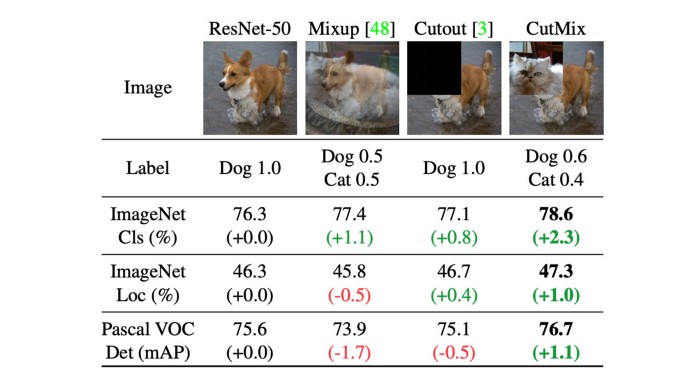 ResNet-50 Mixup [48] Cutout [3] CutMix
Image
Label Dog 1.0 Dog 0.5 Cat 0.5 Dog 1.0 Dog 0.6 Cat 0.4
ImageNet 76.3 77.4 77.1 78.6
Cls (%) (+0.0) (+1.1) (+0.8) (+2.3)
ImageNet 46.3 45.8 46.7 47.3
Loc (%) (+0.0) (-0.5) (+0.4) (+1.0)
Pascal VOC 75.6 73.9 75.1 76.7
Det (mAP) (+0.0) (-1.7) (-0.5) (+1.1)